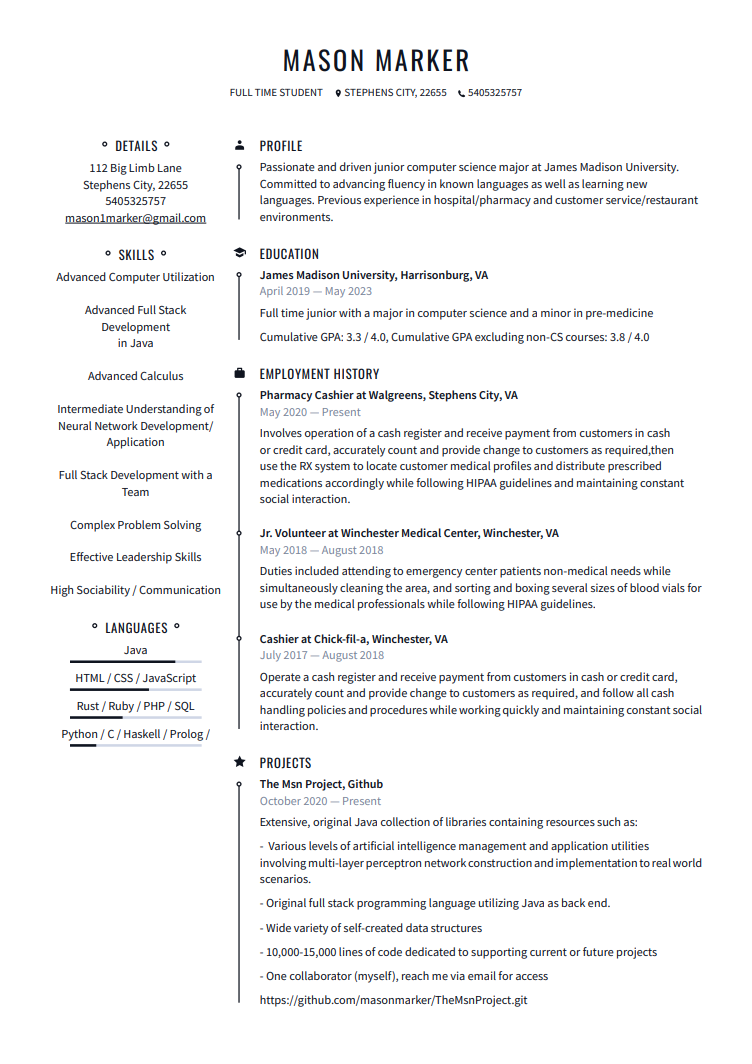 MASON MARKER
FULL TIME STUDENT STEPHENS CITY, 22655 5405325757
DETAILS
112 Big Limb Lane
Stephens City, 22655
5405325757
mason1marker@gmail.com
SKILLS
Advanced Computer Utilization
Advanced Full Stack
Development
in Java
Advanced Calculus
Intermediate Understanding of
Neural Network Development/
Application
Full Stack Development with a
Team
Complex Problem Solving
Effective Leadership Skills
High Sociability / Communication
LANGUAGES
Java
HTML / CSS / JavaScript
Rust / Ruby / PHP / SQL
Python / C / Haskell / Prolog /
PROFILE
Passionate and driven junior computer science major at James Madison University.
Committed to advancing fluency in known languages as well as learning new
languages. Previous experience in hospital/pharmacy and customer service/restaurant
environments.
EDUCATION
James Madison University, Harrisonburg, VA
April 2019 — May 2023
Full time junior with a major in computer science and a minor in pre-medicine
Cumulative GPA: 3.3 / 4.0, Cumulative GPA excluding non-CS courses: 3.8 / 4.0
EMPLOYMENT HISTORY
Pharmacy Cashier at Walgreens, Stephens City, VA
May 2020 — Present
Involves operation of a cash register and receive payment from customers in cash
or credit card, accurately count and provide change to customers as required,then
use the RX system to locate customer medical profiles and distribute prescribed
medications accordingly while following HIPAA guidelines and maintaining constant
social interaction.
Jr. Volunteer at Winchester Medical Center, Winchester, VA
May 2018 — August 2018
Duties included attending to emergency center patients non-medical needs while
simultaneously cleaning the area, and sorting and boxing several sizes of blood vials for
use by the medical professionals while following HIPAA guidelines.
Cashier at Chick-fil-a, Winchester, VA
July 2017 — August 2018
Operate a cash register and receive payment from customers in cash or credit card,
accurately count and provide change to customers as required, and follow all cash
handling policies and procedures while working quickly and maintaining constant social
interaction.
PROJECTS
The Msn Project, Github
October 2020 — Present
Extensive, original Java collection of libraries containing resources such as:
- Various levels of artificial intelligence management and application utilities
involving multi-layer perceptron network construction and implementation to real world
scenarios.
- Original full stack programming language utilizing Java as back end.
- Wide variety of self-created data structures
- 10,000-15,000 lines of code dedicated to supporting current or future projects
- One collaborator (myself), reach me via email for access
https://github.com/masonmarker/TheMsnProject.git